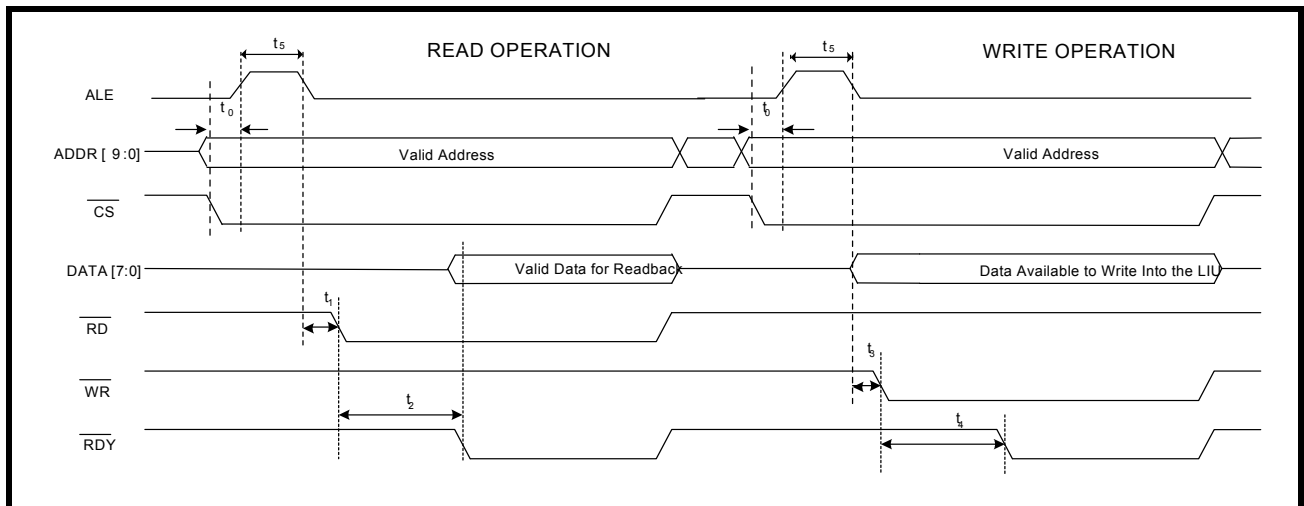 READ OPERATION
WRITE OPERATION
t5
t5
ALE
t0
t0
ADDR [ 9:0]
Valid Address
Valid Address
CS
DATA [7:0]
Valid Data for Readback
Data Available to Write Into the LIU
t1
RD
t3
WR
t2
t4
RDY